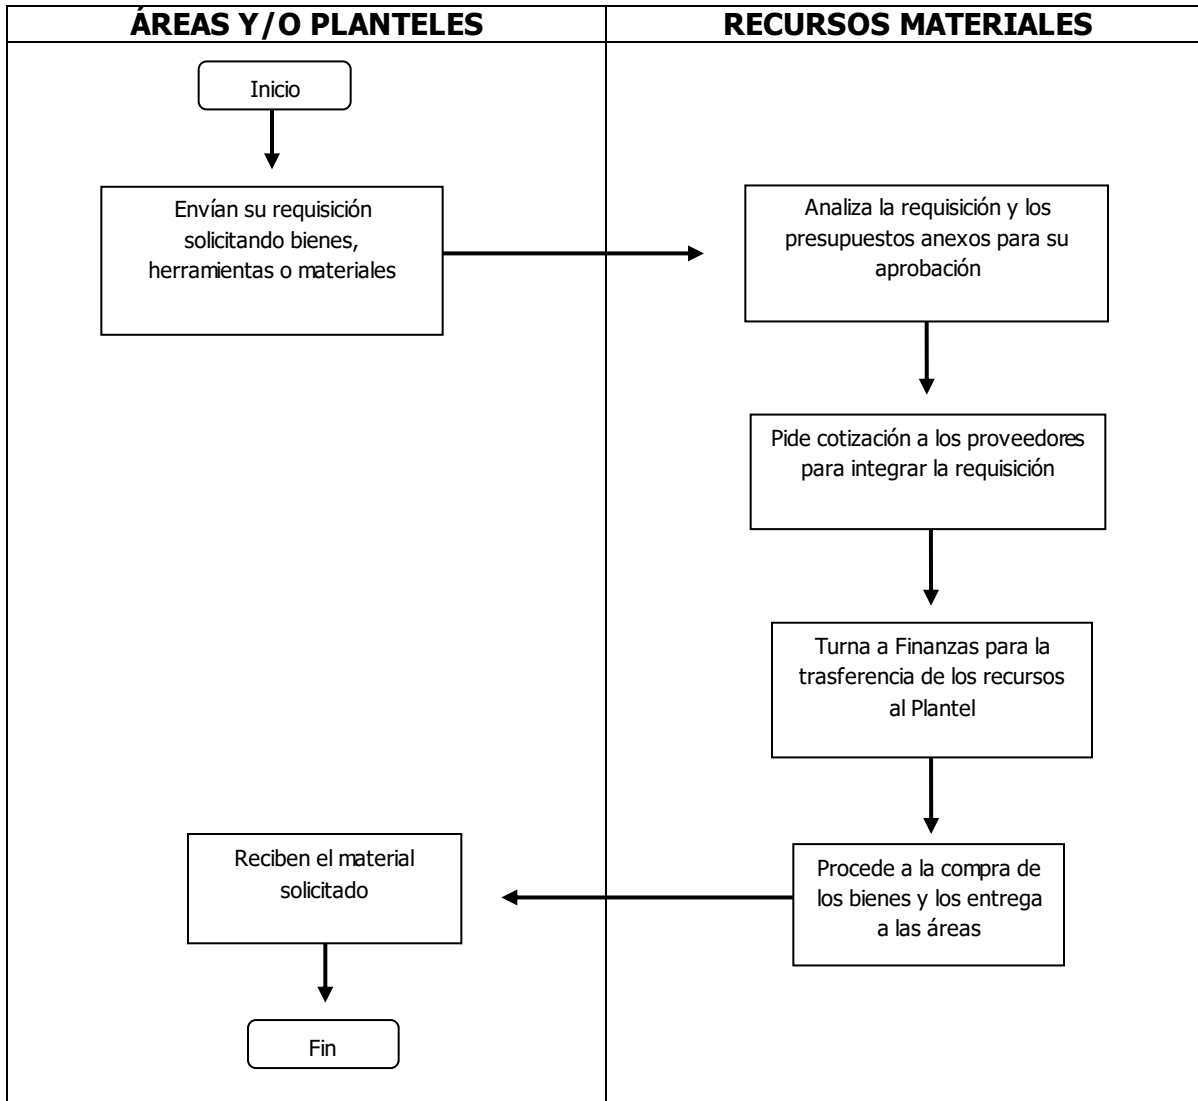 ÁREAS Y/O PLANTELES
RECURSOS MATERIALES
Inicio
Envían su requisición
solicitando bienes,
herramientas o materiales
Analiza la requisición y los
presupuestos anexos para su
aprobación
Pide cotización a los proveedores
para integrar la requisición
Turna a Finanzas para la
trasferencia de los recursos
al Plantel
Procede a la compra de
los bienes y los entrega
a las áreas
Reciben el material
solicitado
Fin